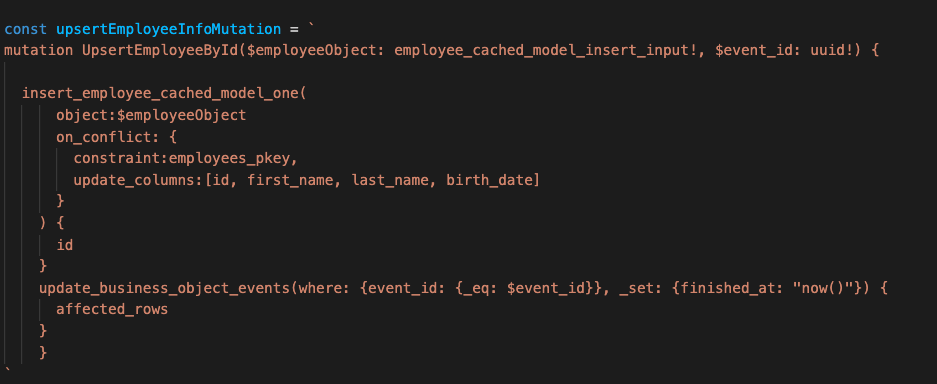 const upsertEmployeeInfoMutation = `
mutation UpsertEmployeeById($employeeObject: employee_cached_model_insert_input!, $event_id: uuid!) {
insert_employee_cached_model_one(
object:$employeeObject
on_conflict: {
constraint:employees_pkey,
update_columns:[id, first_name, last_name, birth_date]
}
) {
id
}
update_business_object_events(where: {event_id: {_eq: $event_id}}, _set: {finished_at: "now()"}) {
affected_rows
}
}
`